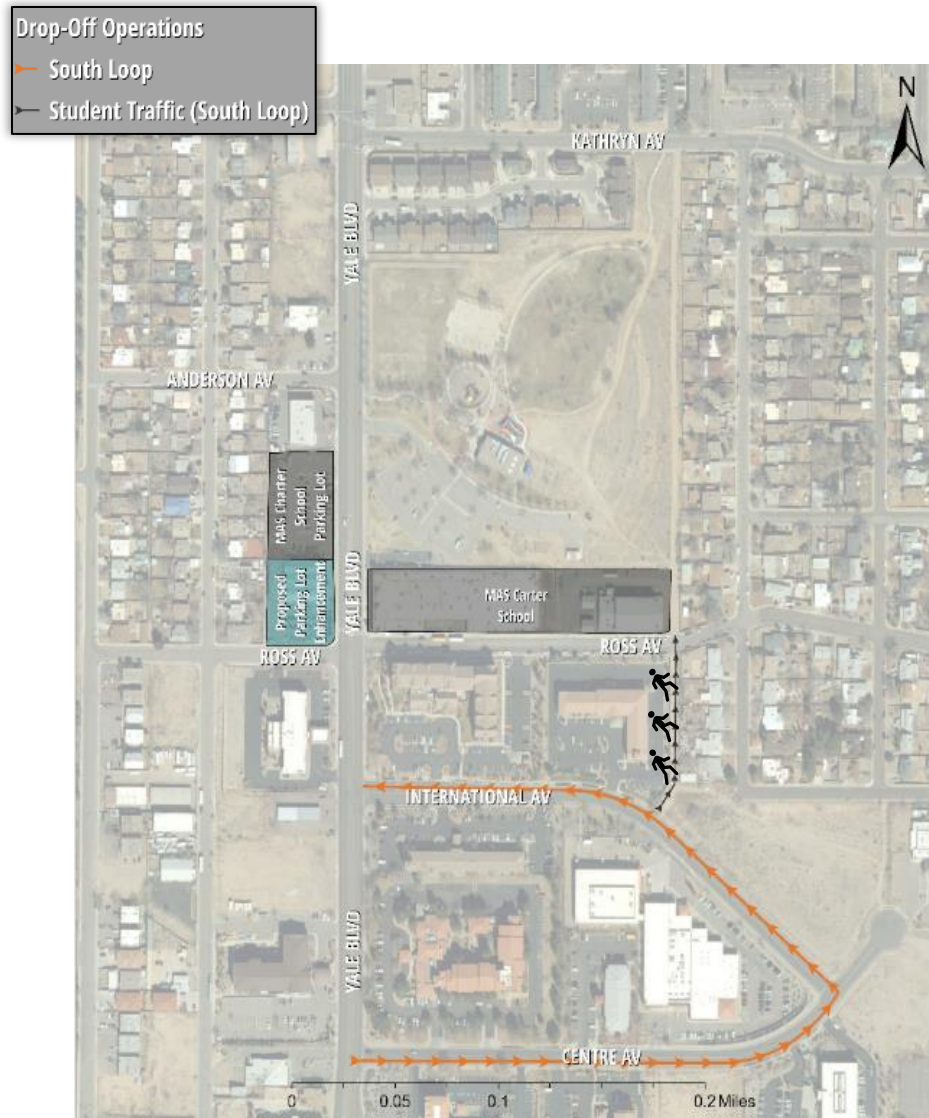 Drop-Off Operations
South Loop
Student Traffic (South Loop)
N
KATHRYN AV
YALE BLVD
ANDERSON AV
MAS Charter
School
Parking Lot
Proposed
Parking Lot
Enhancement
YALE BLVD
MAS Carter
School
ROSS AV
ROSS AV
INTERNATIONAL AV
YALE BLVD
CENTRE AV
0 0.05 0.1 0.2 Miles